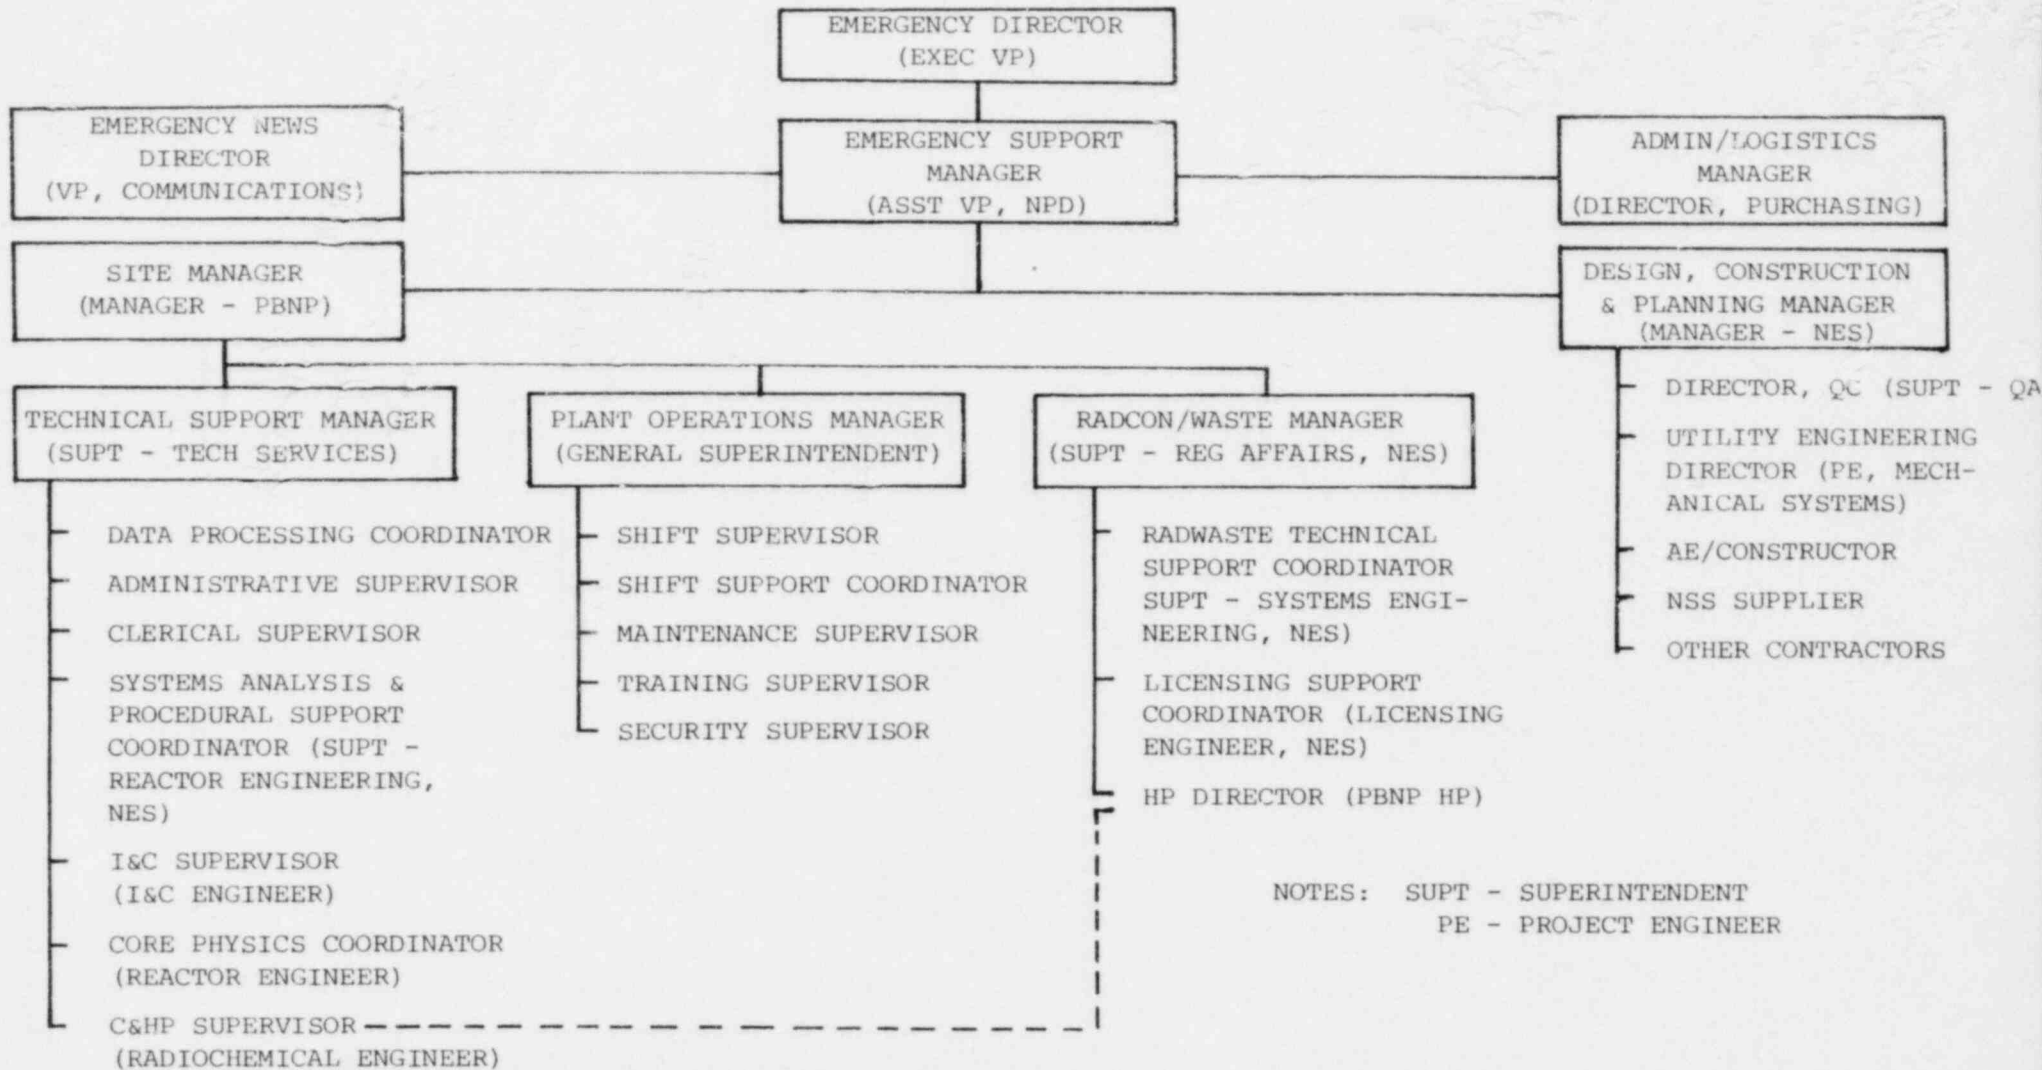 EMERGENCY DIRECTOR
(EXEC VP)
EMERGENCY NEWS
DIRECTOR
(VP, COMMUNICATIONS)
EMERGENCY SUPPORT
MANAGER
(ASST VP, NPD)
ADMIN/LOGISTICS
MANAGER
(DIRECTOR, PURCHASING)
SITE MANAGER
(MANAGER - PBNP)
DESIGN, CONSTRUCTION
& PLANNING MANAGER
(MANAGER - NES)
TECHNICAL SUPPORT MANAGER
(SUPT - TECH SERVICES)
DATA PROCESSING COORDINATOR
ADMINISTRATIVE SUPERVISOR
CLERICAL SUPERVISOR
SYSTEMS ANALYSIS &
PROCEDURAL SUPPORT
COORDINATOR (SUPT -
REACTOR ENGINEERING,
NES)
I&C SUPERVISOR
(I&C ENGINEER)
CORE PHYSICS COORDINATOR
(REACTOR ENGINEER)
C&HP SUPERVISOR
(RADIOCHEMICAL ENGINEER)
PLANT OPERATIONS MANAGER
(GENERAL SUPERINTENDENT)
SHIFT SUPERVISOR
SHIFT SUPPORT COORDINATOR
MAINTENANCE SUPERVISOR
TRAINING SUPERVISOR
SECURITY SUPERVISOR
RADCON/WASTE MANAGER
(SUPT - REG AFFAIRS, NES)
RADWASTE TECHNICAL
SUPPORT COORDINATOR
SUPT - SYSTEMS ENGI-
NEERING, NES)
LICENSING SUPPORT
COORDINATOR (LICENSING
ENGINEER, NES)
HP DIRECTOR (PBNP HP)
DIRECTOR, QC (SUPT - QA
UTILITY ENGINEERING
DIRECTOR (PE, MECH-
ANICAL SYSTEMS)
AE/CONSTRUCTOR
NSS SUPPLIER
OTHER CONTRACTORS
NOTES: SUPT - SUPERINTENDENT
PE - PROJECT ENGINEER